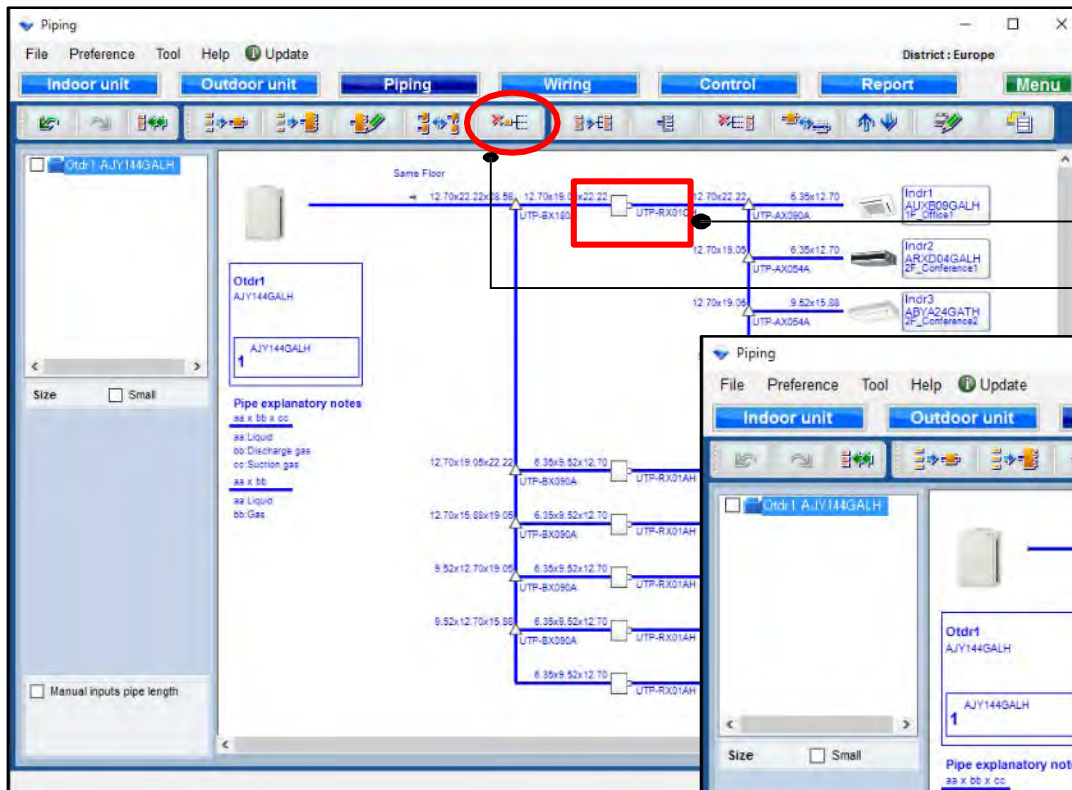 Piping
File Preference Tool Help Update
District : Europe
Indoor unit Outdoor unit Piping Wiring Control Report Menu
Otdr1 AJY144GALH
Size Small
Manual inputs pipe length
Otdr1
AJY144GALH
AJY144GALH
1
Pipe explanatory notes
aa x bb x cc
aa:Liquid
bb:Discharge gas
cc:Suction gas
aa x bb
aa:Liquid
bb:Gas
Same Floor
12.70x22.22x28.58
UTP-BX180A
UTP-RX01CH
12.70x22.22
6.35x12.70
UTP-AX090A
Indr1
AUXB09GALH
1F_Office1
12.70x19.05
6.35x12.70
UTP-AX054A
Indr2
ARXD04GALH
2F_Conference1
12.70x19.05
9.52x15.88
UTP-AX054A
Indr3
ABYA24GATH
2F_Conference2
12.70x19.05x22.22 6.35x9.52x12.70
UTP-BX090A
UTP-RX01AH
12.70x15.88x19.05 6.35x9.52x12.70
UTP-BX090A
UTP-RX01AH
9.52x12.70x19.05 6.35x9.52x12.70
UTP-BX090A
UTP-RX01AH
9.52x12.70x15.88 6.35x9.52x12.70
UTP-BX090A
UTP-RX01AH
6.35x9.52x12.70
UTP-RX01AH
Piping
File Preference Tool Help Update
Indoor unit Outdoor unit
Otdr1 AJY144GALH
Size Small
Otdr1
AJY144GALH
AJY144GALH
1
Pipe explanatory
aa x bb x cc